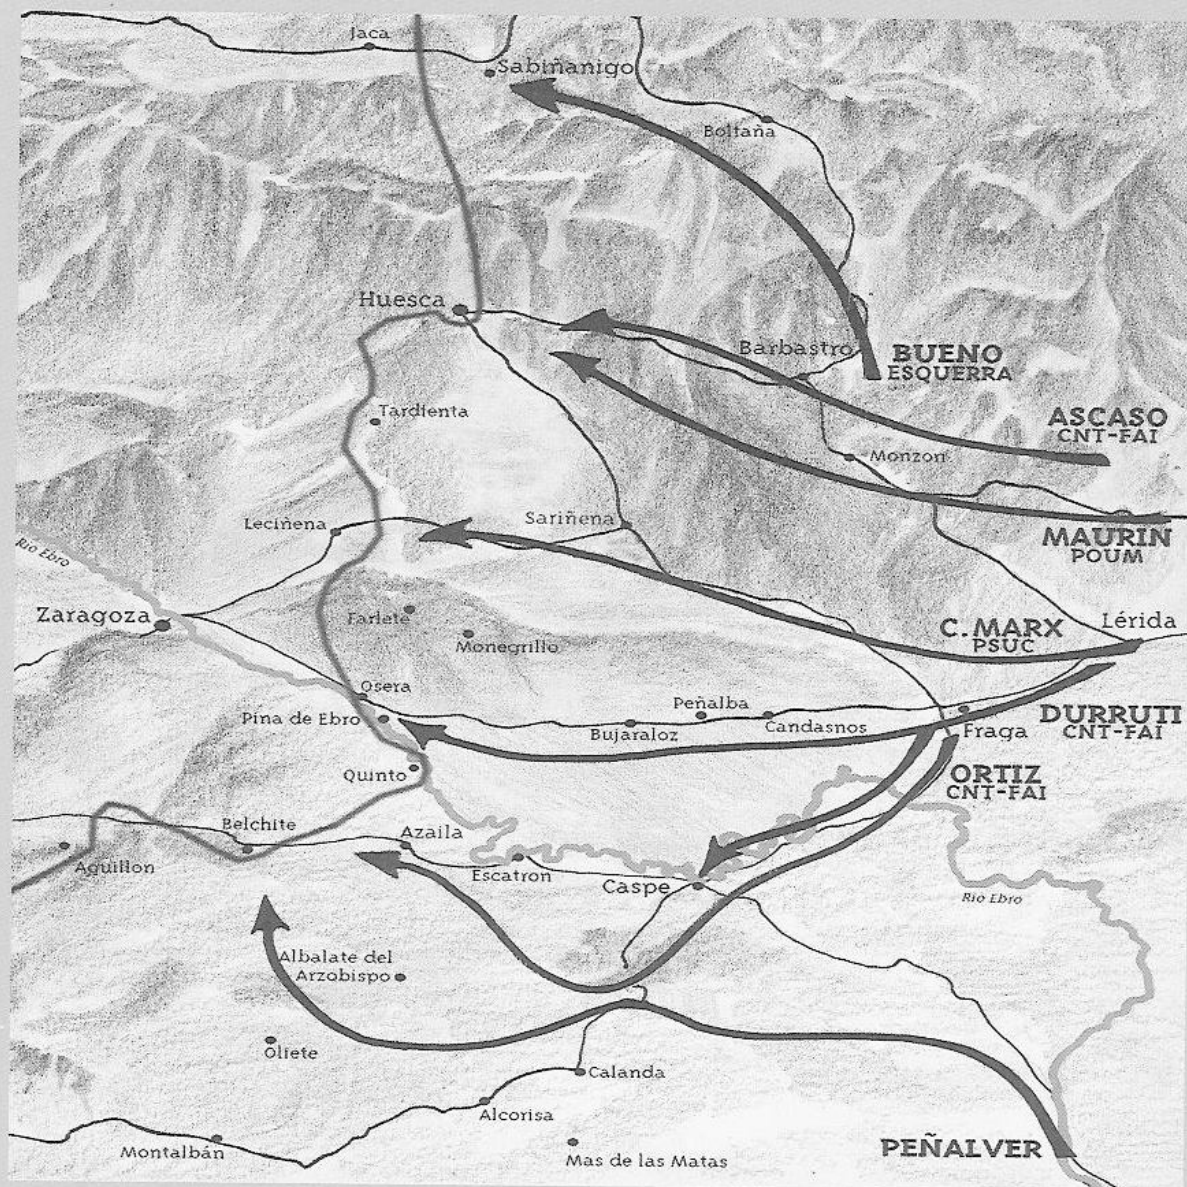 Jaca
Sabiñanigo
Boltaña
Huesca
Barbastro
BUENO
ESQUERRA
ASCASO
CNT-FAI
Tardienta
Monzon
Leciñena
Sariñena
MAURIN
POUM
Rio Ebro
Zaragoza
Farlete
Monegrillo
C. MARX
PSUC
Lérida
Osera
Pina de Ebro
Peñalba
Bujaraloz
Candasnos
Fraga
DURRUTI
CNT-FAI
Quinto
ORTIZ
CNT-FAI
Belchite
Azaila
Aguillon
Escatron
Caspe
Rio Ebro
Albalate del
Arzobispo
Oliete
Calanda
Alcorisa
Montalbán
Mas de las Matas
PEÑALVER